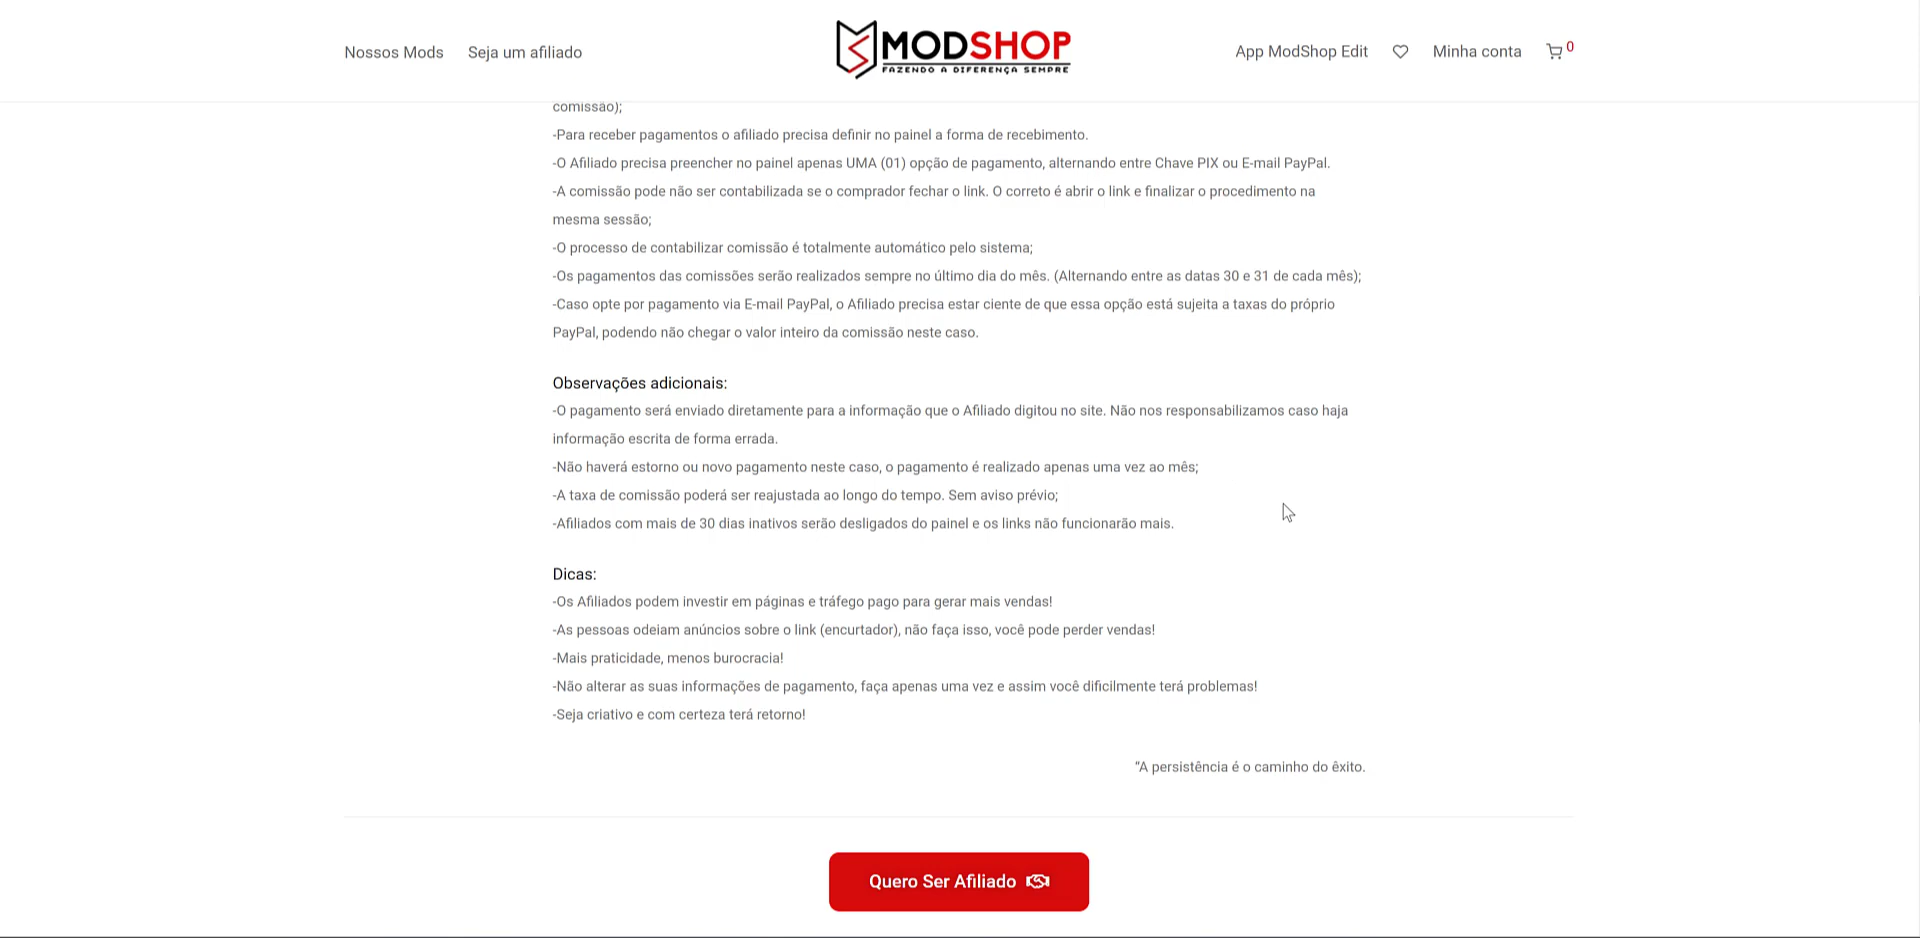 Nossos Mods
Seja um afiliado
MODSHOP
FAZENDO A DIFERENÇA SEMPRE
App ModShop Edit
Minha conta
0
comissão);
-Para receber pagamentos o afiliado precisa definir no painel a forma de recebimento.
-O Afiliado precisa preencher no painel apenas UMA (01) opção de pagamento, alternando entre Chave PIX ou E-mail PayPal.
-A comissão pode não ser contabilizada se o comprador fechar o link. O correto é abrir o link e finalizar o procedimento na
mesma sessão;
-O processo de contabilizar comissão é totalmente automático pelo sistema;
-Os pagamentos das comissões serão realizados sempre no último dia do mês. (Alternando entre as datas 30 e 31 de cada mês);
-Caso opte por pagamento via E-mail PayPal, o Afiliado precisa estar ciente de que essa opção está sujeita a taxas do próprio
PayPal, podendo não chegar o valor inteiro da comissão neste caso.
Observações adicionais:
-O pagamento será enviado diretamente para a informação que o Afiliado digitou no site. Não nos responsabilizamos caso haja
informação escrita de forma errada.
-Não haverá estorno ou novo pagamento neste caso, o pagamento é realizado apenas uma vez ao mês;
-A taxa de comissão poderá ser reajustada ao longo do tempo. Sem aviso prévio;
-Afiliados com mais de 30 dias inativos serão desligados do painel e os links não funcionarão mais.
Dicas:
-Os Afiliados podem investir em páginas e tráfego pago para gerar mais vendas!
-As pessoas odeiam anúncios sobre o link (encurtador), não faça isso, você pode perder vendas!
-Mais praticidade, menos burocracia!
-Não alterar as suas informações de pagamento, faça apenas uma vez e assim você dificilmente terá problemas!
-Seja criativo e com certeza terá retorno!
“A persistência é o caminho do êxito.
Quero Ser Afiliado